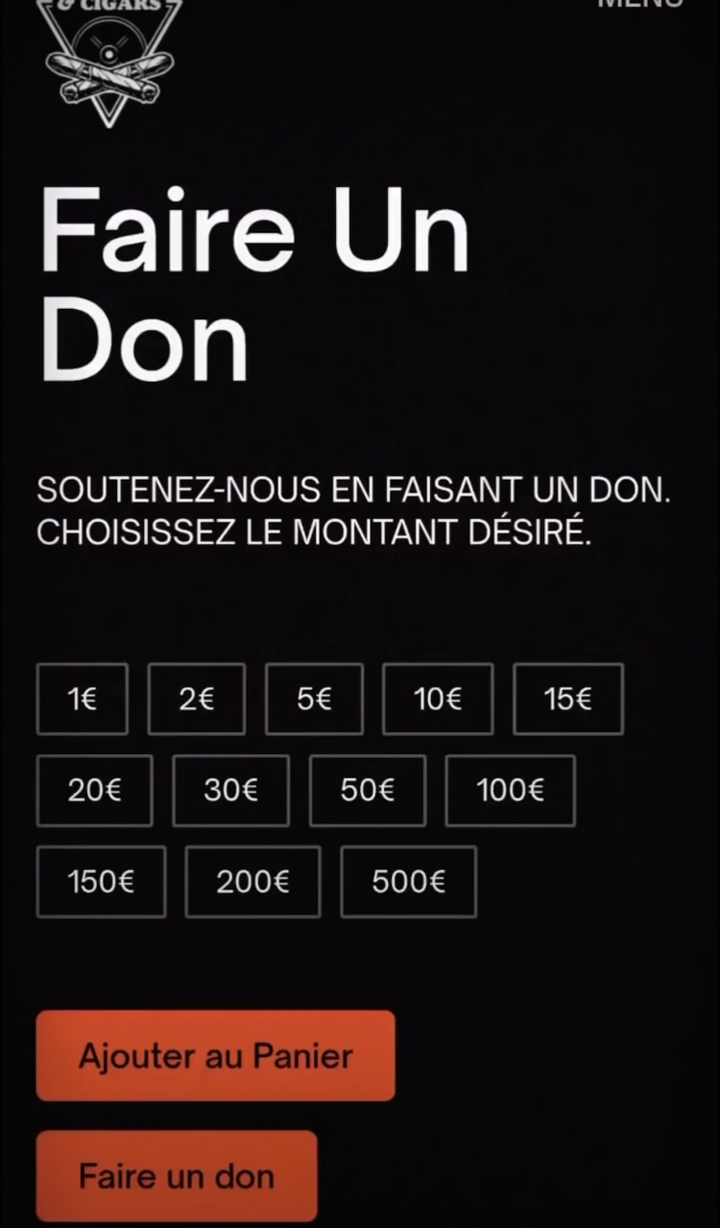 & CIGARS
MENU
Faire Un
Don
SOUTENEZ-NOUS EN FAISANT UN DON.
CHOISISSEZ LE MONTANT DÉSIRÉ.
1€ 2€ 5€ 10€ 15€
20€ 30€ 50€ 100€
150€ 200€ 500€
Ajouter au Panier
Faire un don